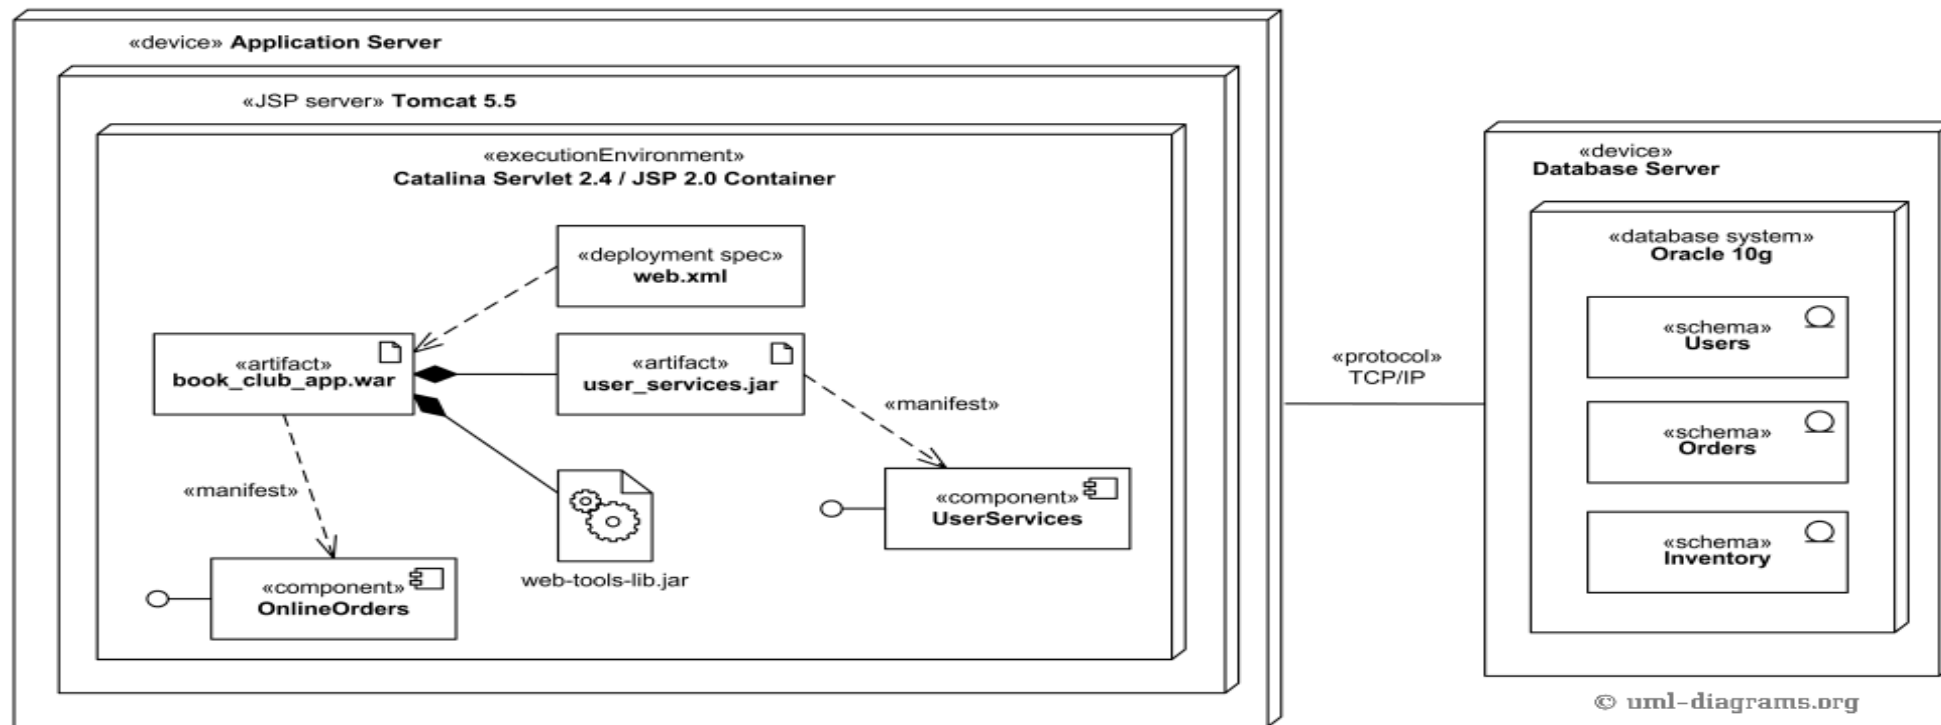 «device» Application Server
«JSP server» Tomcat 5.5
«executionEnvironment»
Catalina Servlet 2.4 / JSP 2.0 Container
«deployment spec»
web.xml
«artifact»
book_club_app.war
«artifact»
user_services.jar
«manifest»
«manifest»
«component»
OnlineOrders
web-tools-lib.jar
«component»
UserServices
«protocol»
TCP/IP
«device»
Database Server
«database system»
Oracle 10g
«schema»
Users
«schema»
Orders
«schema»
Inventory
© uml-diagrams.org